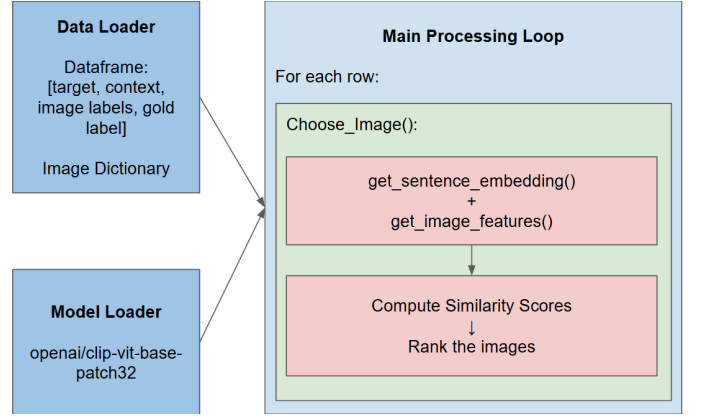 Data Loader
Dataframe:
[target, context,
image labels, gold
label]
Image Dictionary
Model Loader
openai/clip-vit-base-
patch32
Main Processing Loop
For each row:
Choose_Image():
get_sentence_embedding()
+
get_image_features()
Compute Similarity Scores
↓
Rank the images